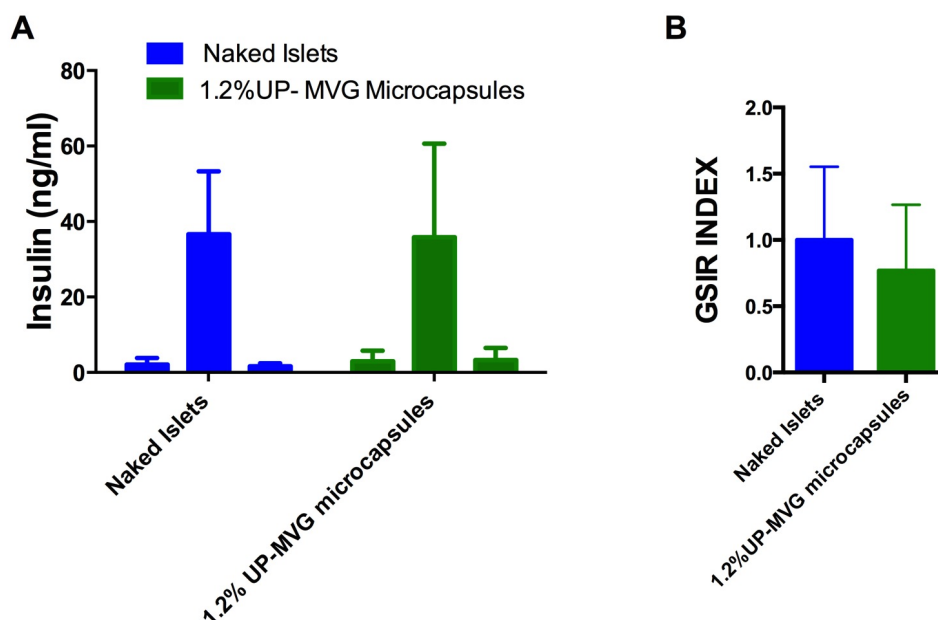 A
Naked Islets
1.2%UP- MVG Microcapsules
Insulin (ng/ml)
80
60
40
20
0
Naked Islets
1.2% UP-MVG microcapsules
B
GSIR INDEX
2.0
1.5
1.0
0.5
0.0
Naked Islets
1.2%UP-MVG microcapsules